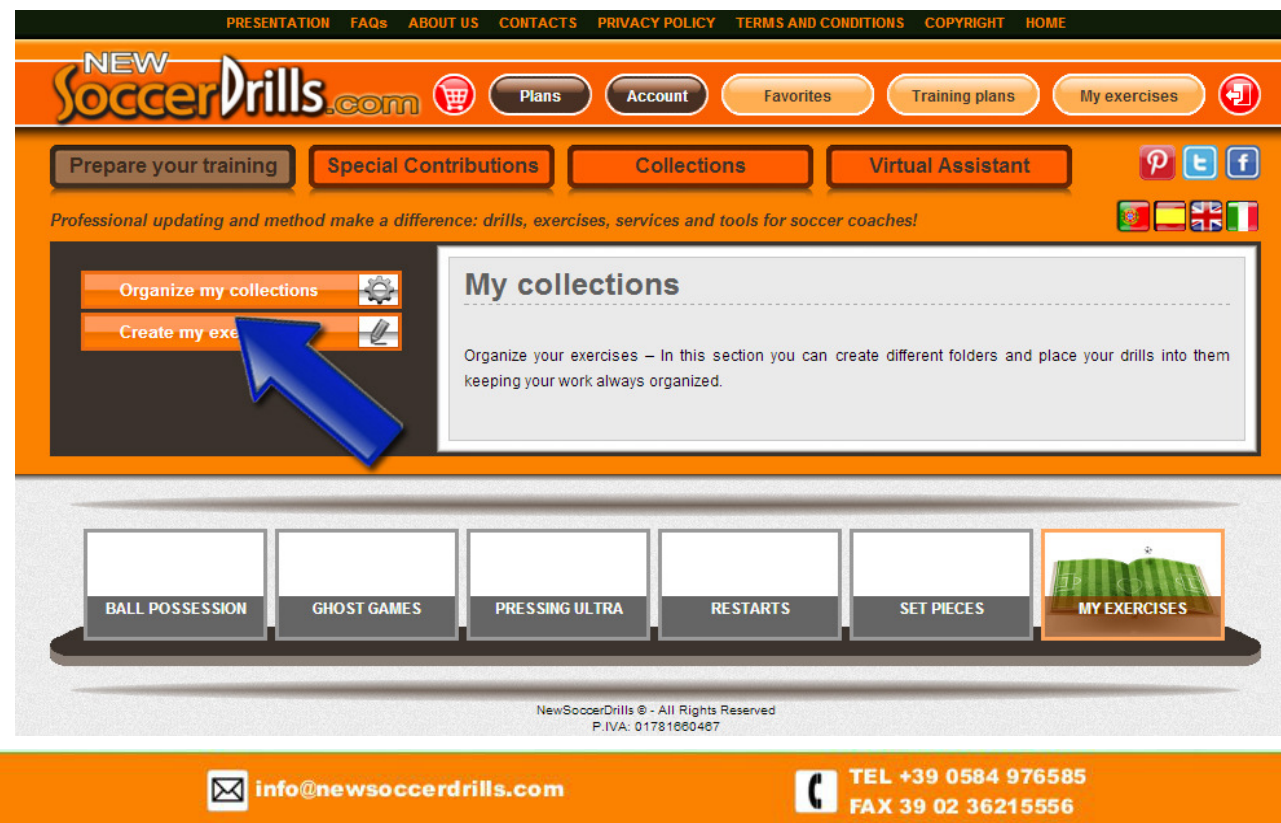 PRESENTATION FAQs ABOUT US CONTACTS PRIVACY POLICY TERMS AND CONDITIONS COPYRIGHT HOME
NEW
SoccerDrills.com
Plans Account Favorites Training plans My exercises
Prepare your training Special Contributions Collections Virtual Assistant
Professional updating and method make a difference: drills, exercises, services and tools for soccer coaches!
Organize my collections
Create my exe
My collections
Organize your exercises – In this section you can create different folders and place your drills into them
keeping your work always organized.
BALL POSSESSION GHOST GAMES PRESSING ULTRA RESTARTS SET PIECES MY EXERCISES
NewSoccerDrills © - All Rights Reserved
P.IVA: 01781660467
info@newsoccerdrills.com
TEL +39 0584 976585
FAX 39 02 36215556